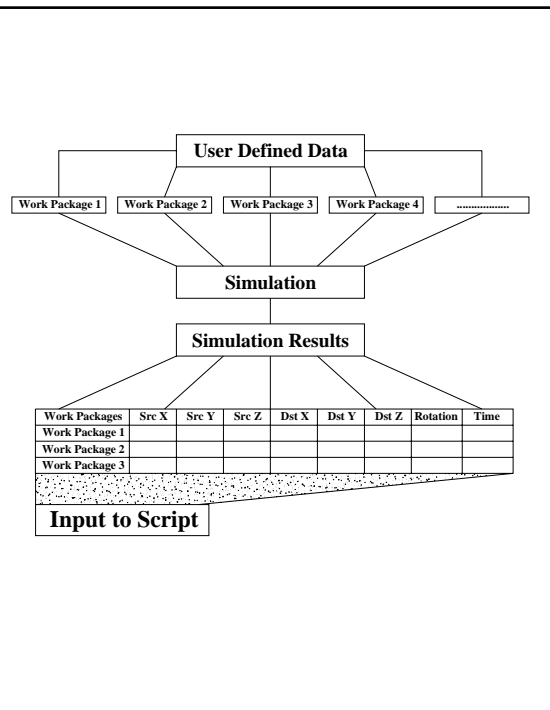 User Defined Data
Work Package 1 Work Package 2 Work Package 3 Work Package 4 ..................
Simulation
Simulation Results
Work Packages Src X Src Y Src Z Dst X Dst Y Dst Z Rotation Time
Work Package 1
Work Package 2
Work Package 3
Input to Script